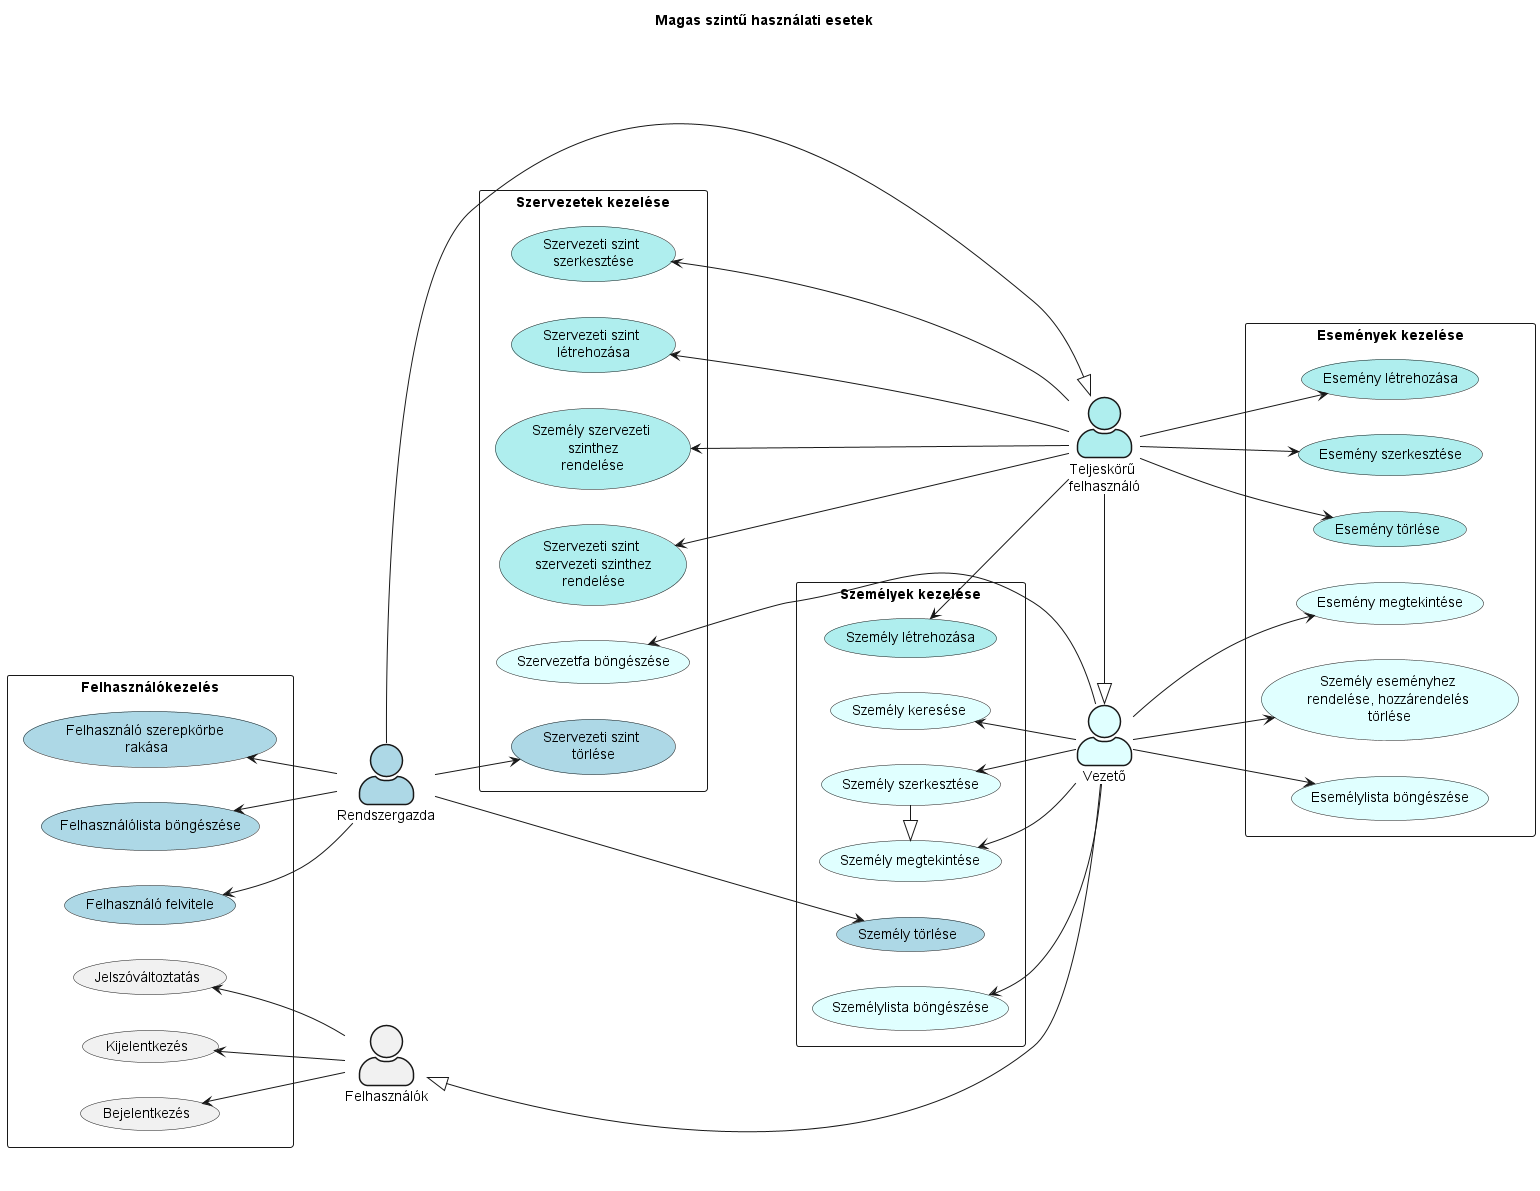 Magas szintű használati esetek
Szervezetek kezelése
Szervezeti szint
szerkesztése
Szervezeti szint
létrehozása
Személy szervezeti
szinthez
rendelése
Szervezeti szint
szervezeti szinthez
rendelése
Szervezetfa böngészése
Szervezeti szint
törlése
Teljeskörű
felhasználó
Események kezelése
Esemény létrehozása
Esemény szerkesztése
Esemény törlése
Esemény megtekintése
Személy eseményhez
rendelése, hozzárendelés
törlése
Eseménylista böngészése
Személyek kezelése
Személy létrehozása
Személy keresése
Személy szerkesztése
Személy megtekintése
Személy törlése
Személylista böngészése
Vezető
Felhasználókezelés
Felhasználó szerepkörbe
rakása
Felhasználólista böngészése
Felhasználó felvitele
Jelszóváltoztatás
Kijelentkezés
Bejelentkezés
Rendszergazda
Felhasználók